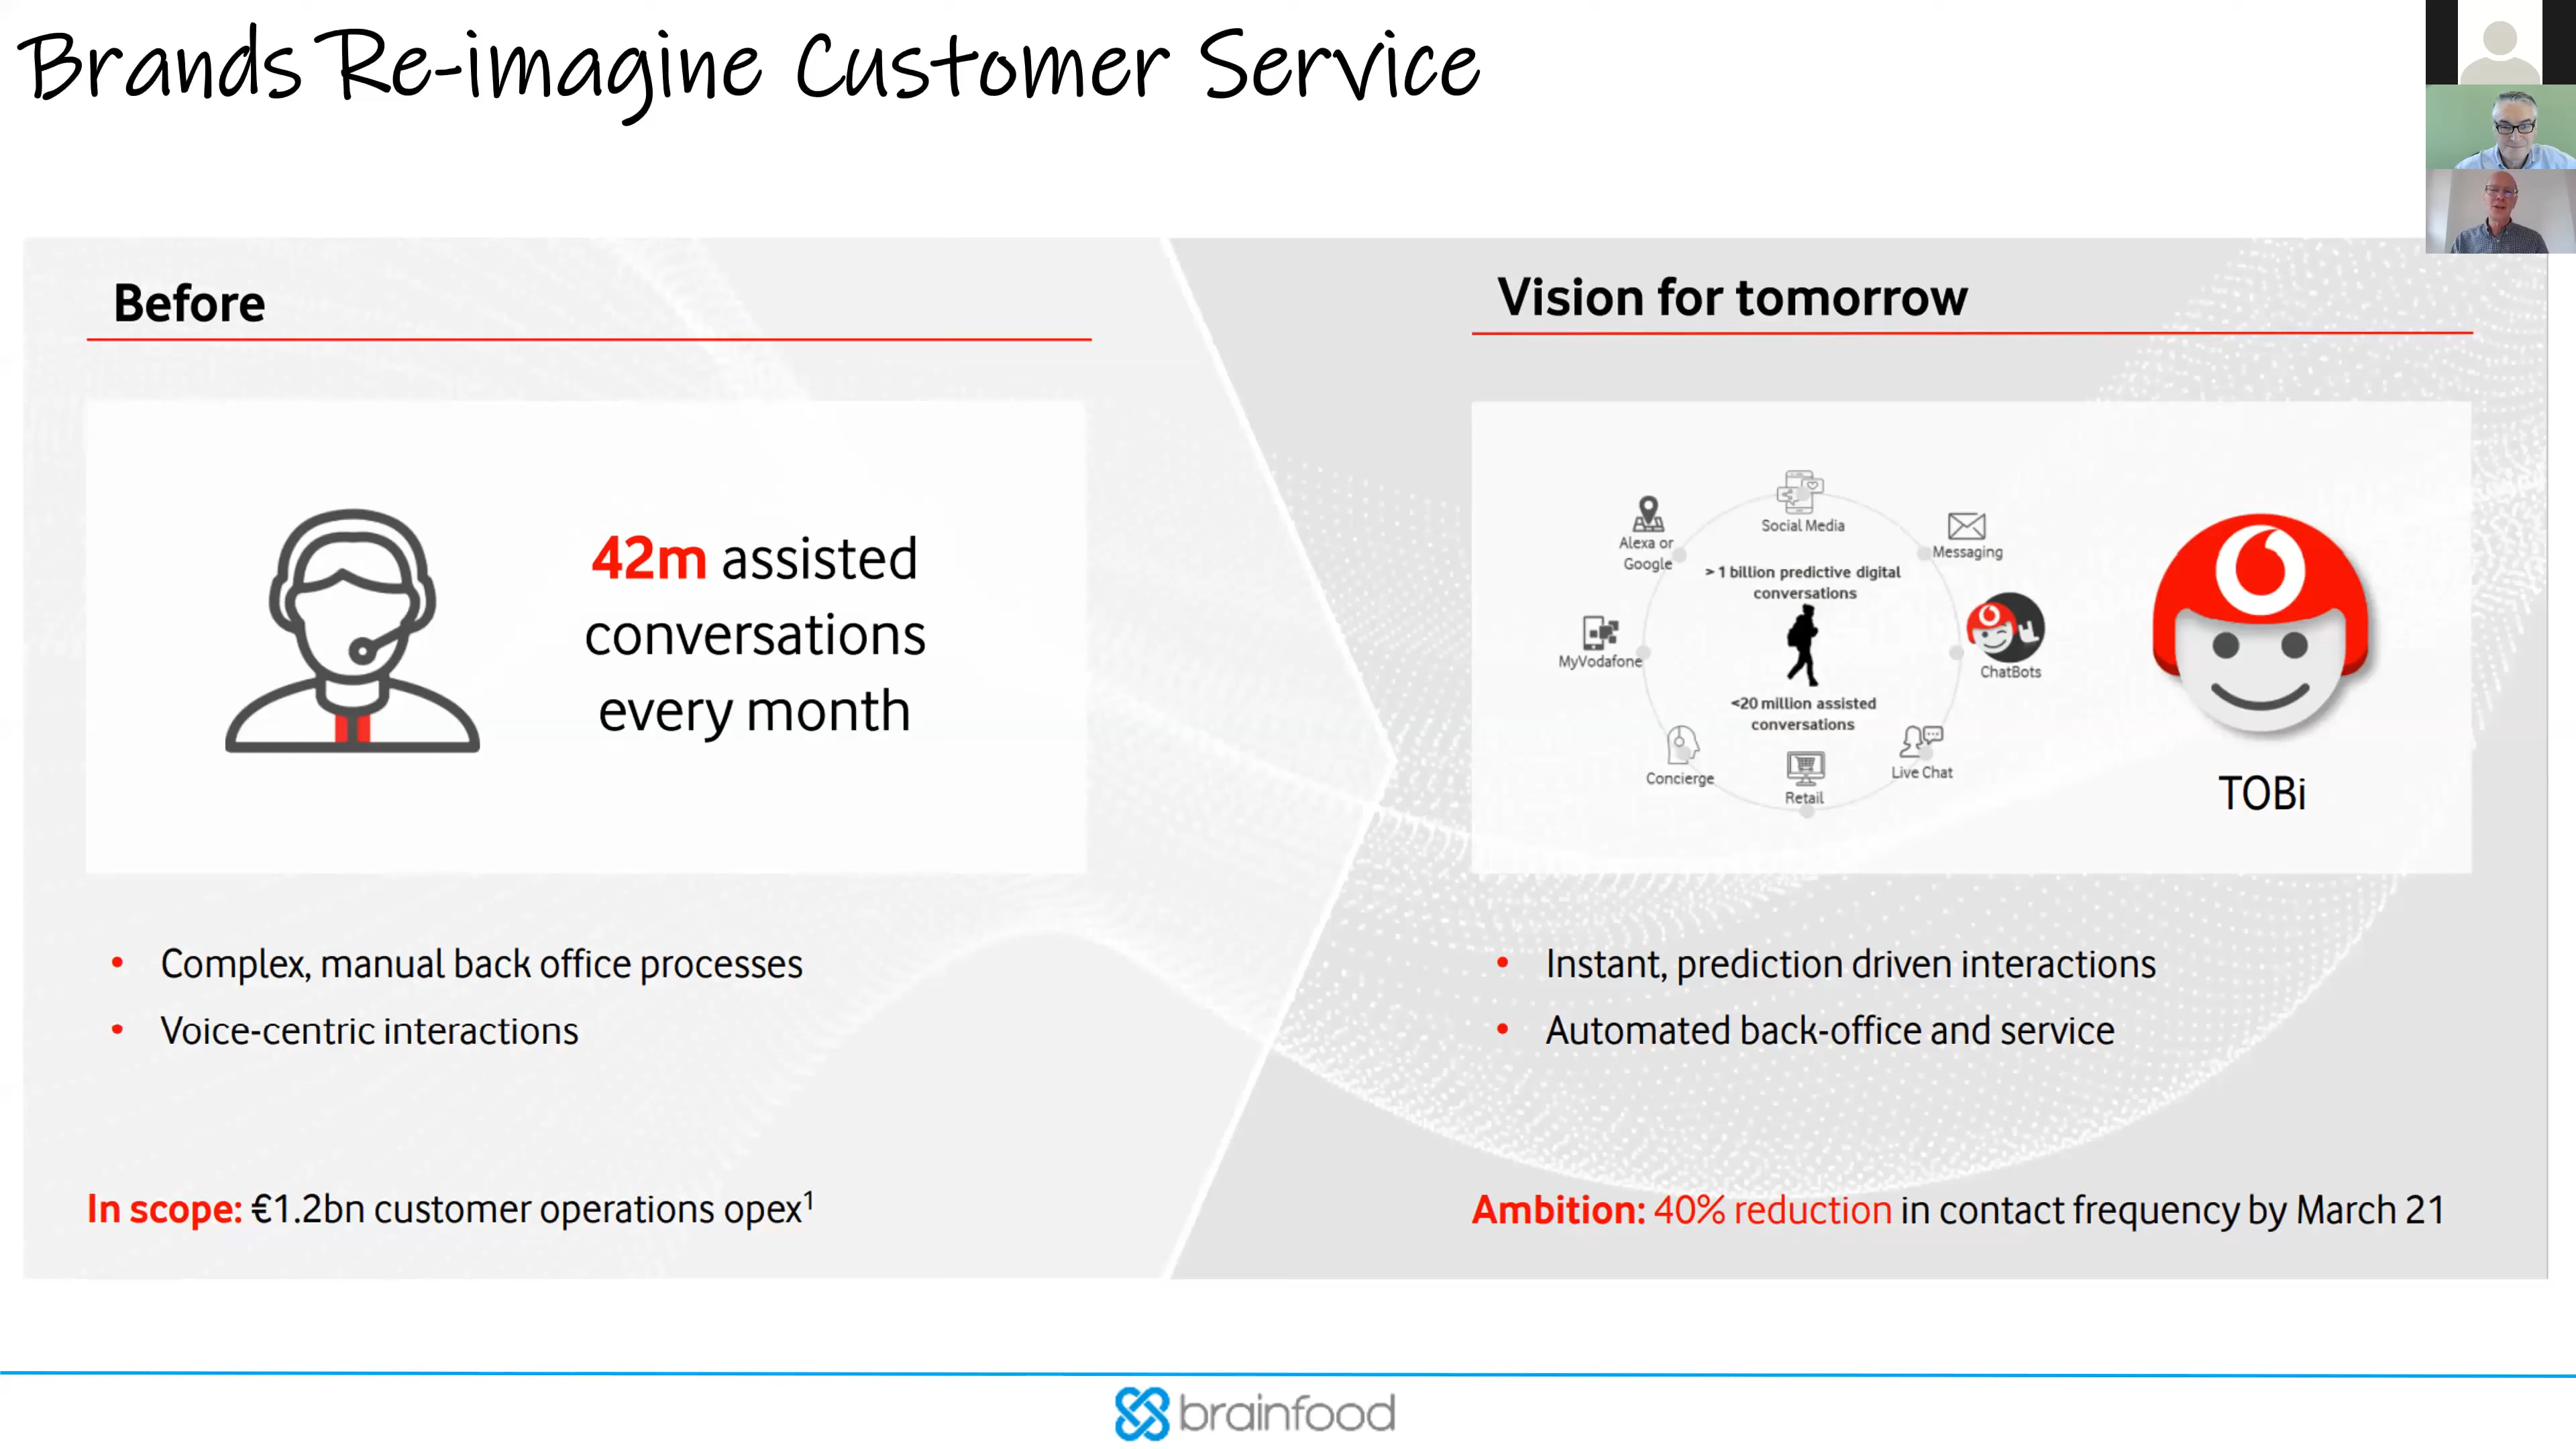 Brands Re-imagine Customer Service
Before
42m assisted
conversations
every month
• Complex, manual back office processes
• Voice-centric interactions
In scope: €1.2bn customer operations opex¹
Vision for tomorrow
Social Media
Alexa or
Google
Messaging
> 1 billion predictive digital
conversations
MyVodafone
ChatBots
<20 million assisted
conversations
Concierge
Retail
Live Chat
TOBi
• Instant, prediction driven interactions
• Automated back-office and service
Ambition: 40% reduction in contact frequency by March 21
brainfood